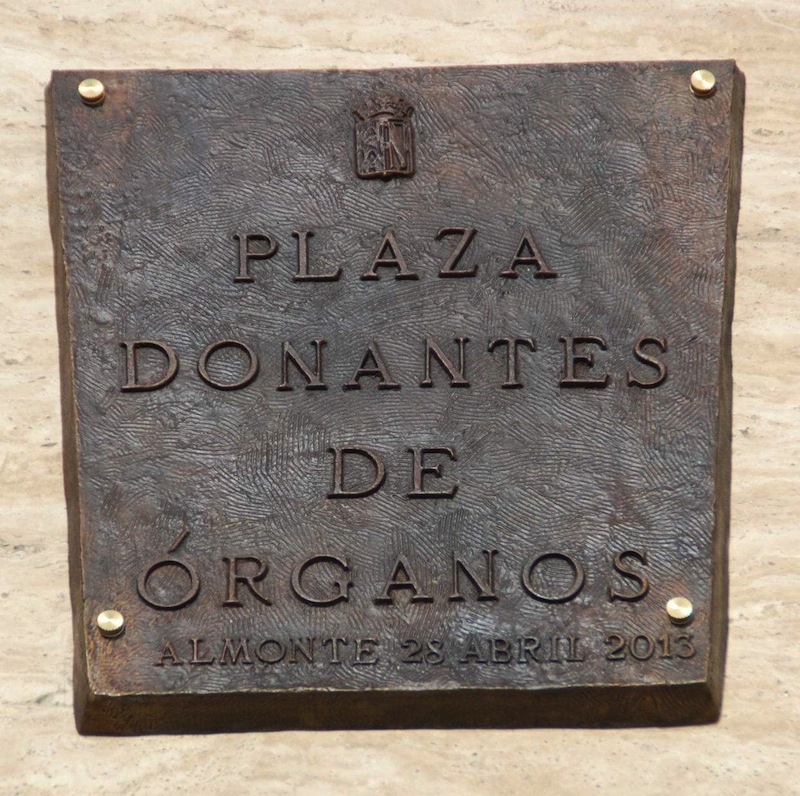 PLAZA
DONANTES
DE
ÓRGANOS
ALMONTE 28 ABRIL 2013